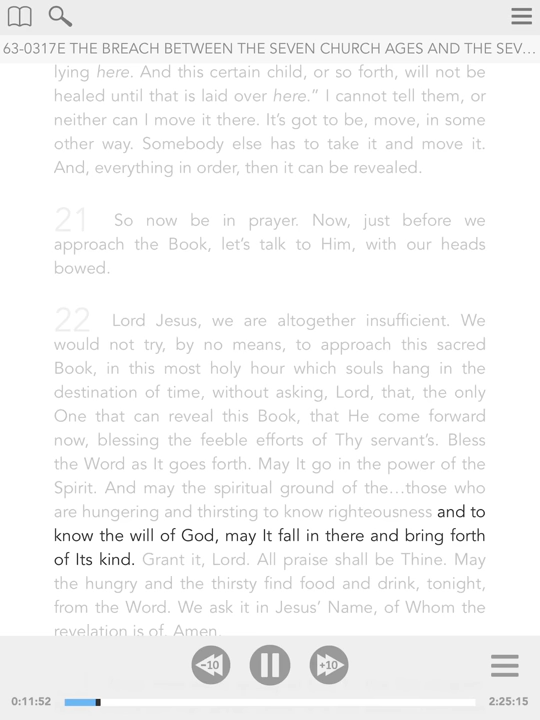 63-0317E THE BREACH BETWEEN THE SEVEN CHURCH AGES AND THE SEV…
lying here. And this certain child, or so forth, will not be
healed until that is laid over here.” I cannot tell them, or
neither can I move it there. It’s got to be, move, in some
other way. Somebody else has to take it and move it.
And, everything in order, then it can be revealed.
21 So now be in prayer. Now, just before we
approach the Book, let’s talk to Him, with our heads
bowed.
22 Lord Jesus, we are altogether insufficient. We
would not try, by no means, to approach this sacred
Book, in this most holy hour which souls hang in the
destination of time, without asking, Lord, that, the only
One that can reveal this Book, that He come forward
now, blessing the feeble efforts of Thy servant’s. Bless
the Word as It goes forth. May It go in the power of the
Spirit. And may the spiritual ground of the…those who
are hungering and thirsting to know righteousness and to
know the will of God, may It fall in there and bring forth
of Its kind. Grant it, Lord. All praise shall be Thine. May
the hungry and the thirsty find food and drink, tonight,
from the Word. We ask it in Jesus’ Name, of Whom the
revelation is of. Amen.
-10 +10
0:11:52 2:25:15